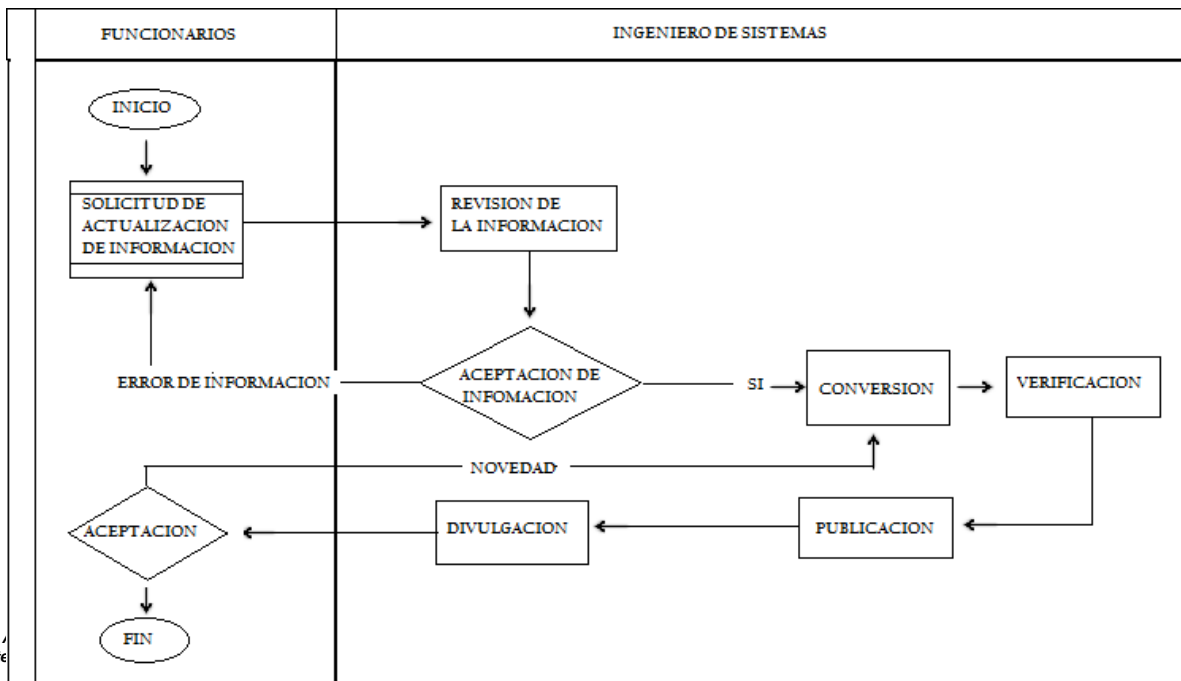 FUNCIONARIOS
INGENIERO DE SISTEMAS
INICIO
SOLICITUD DE
ACTUALIZACION
DE INFORMACION
REVISION DE
LA INFORMACION
ERROR DE INFORMACION
ACEPTACION DE
INFOMACION
SI
CONVERSION
VERIFICACION
NOVEDAD
ACEPTACION
DIVULGACION
PUBLICACION
FIN